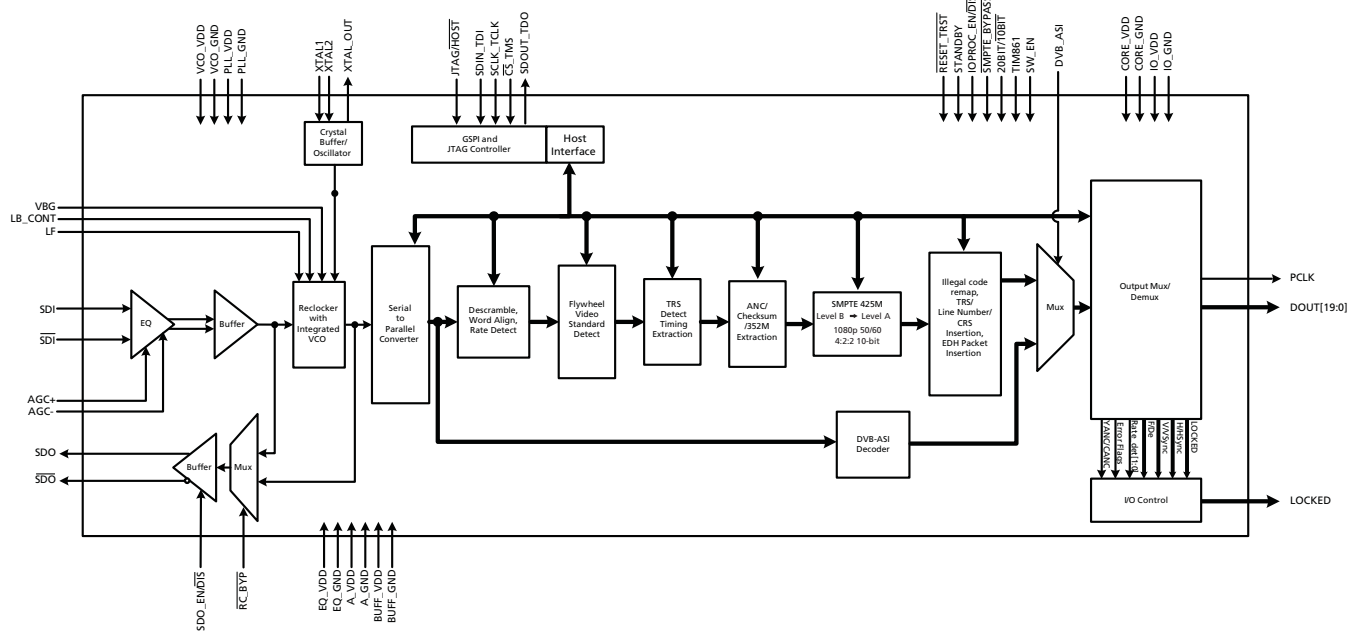 VCO_VDD
VCO_GND
PLL_VDD
PLL_GND
XTAL1
XTAL2
XTAL_OUT
JTAG/HOST
SDIN_TDI
SCLK_TCLK
CS_TMS
SDOUT_TDO
RESET_TRST
STANDBY
IOPROC_EN/DIS
SMPTE_BYPASS
20BIT/10BIT
TIM861
SW_EN
DVB_ASI
CORE_VDD
CORE_GND
IO_VDD
IO_GND
Crystal
Buffer/
Oscillator
GSPI and
JTAG Controller
Host
Interface
VBG
LB_CONT
LF
SDI
SDI
AGC+
AGC-
SDO
SDO
EQ
Buffer
Reclocker
with
Integrated
VCO
Serial
to
Parallel
Converter
Descramble,
Word Align,
Rate Detect
Flywheel
Video
Standard
Detect
TRS
Detect
Timing
Extraction
ANC/
Checksum
/352M
Extraction
SMPTE 425M
Level B ➡ Level A
1080p 50/60
4:2:2 10-bit
Illegal code
remap,
TRS/
Line Number/
CRS
Insertion,
EDH Packet
Insertion
Mux
Output Mux/
Demux
PCLK
DOUT[19:0]
DVB-ASI
Decoder
Buffer
Mux
YANC/CANC
Error Flags
Rate_det[1:0]
F/De
V/VSync
H/HSync
LOCKED
I/O Control
LOCKED
SDO_EN/DIS
RC_BYP
EQ_VDD
EQ_GND
A_VDD
A_GND
BUFF_VDD
BUFF_GND